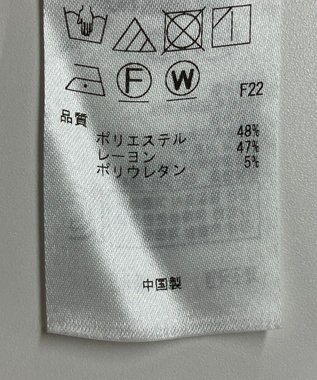 F
W
F22
品質
ポリエステル 48%
レーヨン 47%
ポリウレタン 5%
中国製